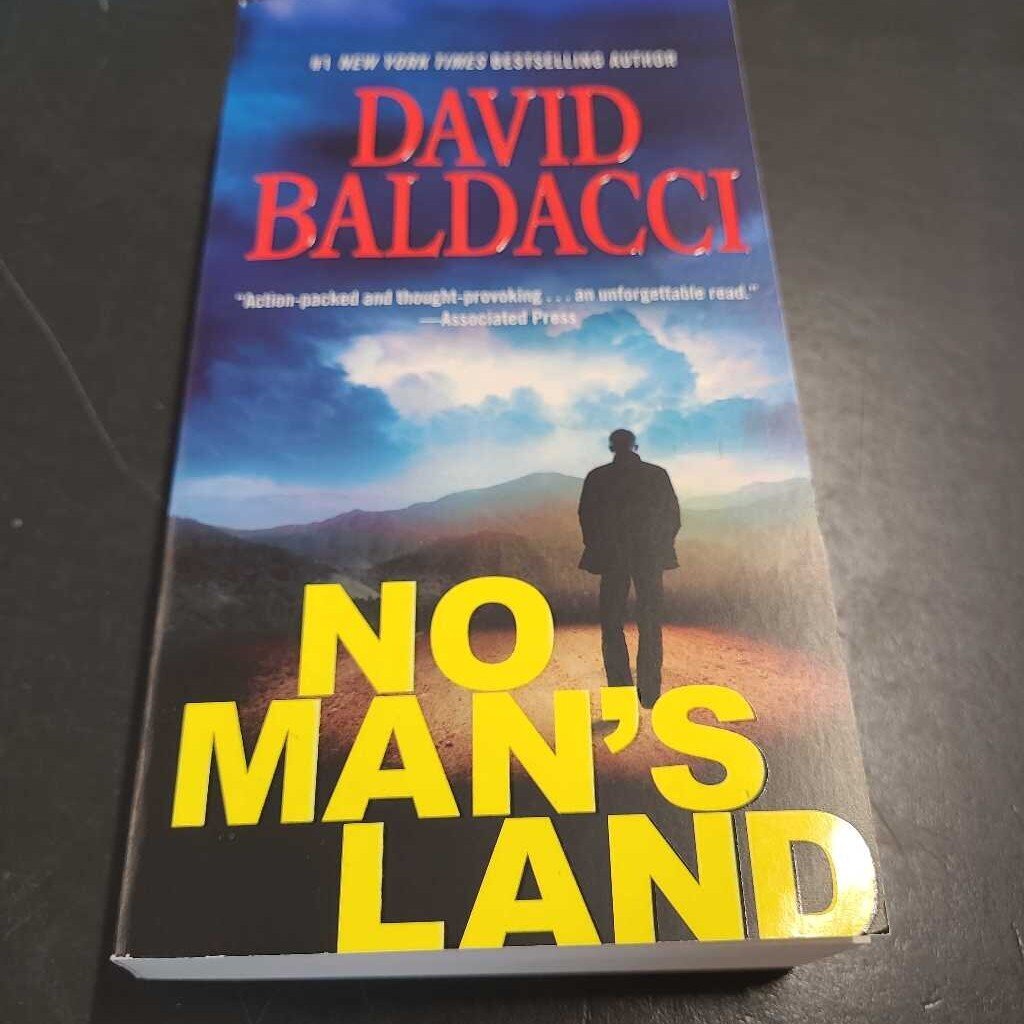 #1 NEW YORK TIMES BESTSELLING AUTHOR
DAVID
BALDACCI
"Action-packed and thought-provoking . . . an unforgettable read."
—Associated Press
NO
MAN'S
LAND